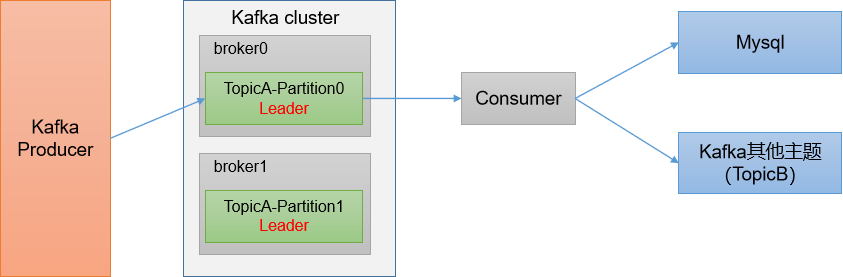 Kafka
Producer
Kafka cluster
broker0
TopicA-Partition0
Leader
broker1
TopicA-Partition1
Leader
Consumer
Mysql
Kafka其他主题
(TopicB)